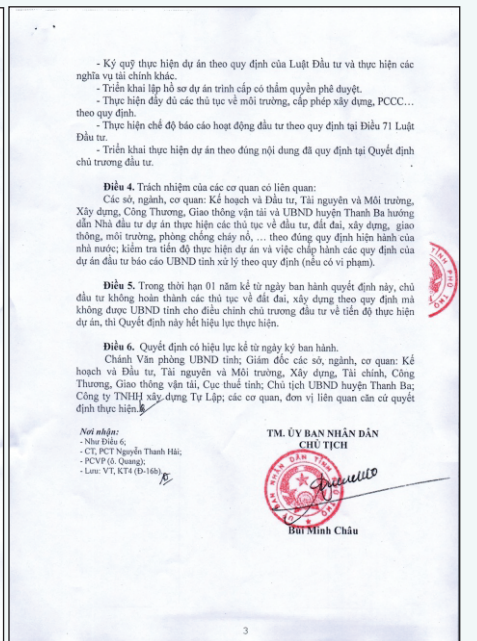 - Ký quỹ thực hiện dự án theo quy định của Luật Đầu tư và thực hiện các
nghĩa vụ tài chính khác.
- Triển khai lập hồ sơ dự án trình cấp có thẩm quyền phê duyệt.
- Thực hiện đầy đủ các thủ tục về môi trường, cấp phép xây dựng, PCCC…
theo quy định.
- Thực hiện chế độ báo cáo hoạt động đầu tư theo quy định tại Điều 71 Luật
Đầu tư.
- Triển khai thực hiện dự án theo đúng nội dung đã quy định tại Quyết định
chủ trương đầu tư.
Điều 4. Trách nhiệm của các cơ quan có liên quan:
Các sở, ngành, cơ quan: Kế hoạch và Đầu tư, Tài nguyên và Môi trường,
Xây dựng, Công Thương, Giao thông vận tải và UBND huyện Thanh Ba hướng
dẫn Nhà đầu tư dự án thực hiện các thủ tục về đầu tư, đất đai, xây dựng, giao
thông, môi trường, phòng chống cháy nổ, … theo đúng quy định hiện hành của
nhà nước; kiểm tra tiến độ thực hiện dự án và việc chấp hành các quy định của
dự án đầu tư báo cáo UBND tỉnh xử lý theo quy định (nếu có vi phạm).
Điều 5. Trong thời hạn 01 năm kể từ ngày ban hành quyết định này, chủ
đầu tư không hoàn thành các thủ tục về đất đai, xây dựng theo quy định mà
không được UBND tỉnh cho điều chỉnh chủ trương đầu tư về tiến độ thực hiện
dự án, thì Quyết định này hết hiệu lực thực hiện.
Điều 6. Quyết định có hiệu lực kể từ ngày ký ban hành.
Chánh Văn phòng UBND tỉnh; Giám đốc các sở, ngành, cơ quan: Kế
hoạch và Đầu tư, Tài nguyên và Môi trường, Xây dựng, Tài chính, Công
Thương, Giao thông vận tải, Cục thuế tỉnh; Chủ tịch UBND huyện Thanh Ba;
Công ty TNHH xây dựng Tự Lập; các cơ quan, đơn vị liên quan căn cứ quyết
định thực hiện.
Nơi nhận:
- Như Điều 6;
- CT, PCT Nguyễn Thanh Hải;
- PCVP (ô. Quang);
- Lưu: VT, KT4 (Đ-16b).
TM. ỦY BAN NHÂN DÂN
CHỦ TỊCH
ỦY BAN NHÂN DÂN TỈNH PHÚ THỌ
Bùi Minh Châu
TỈNH PHÚ THỌ
3